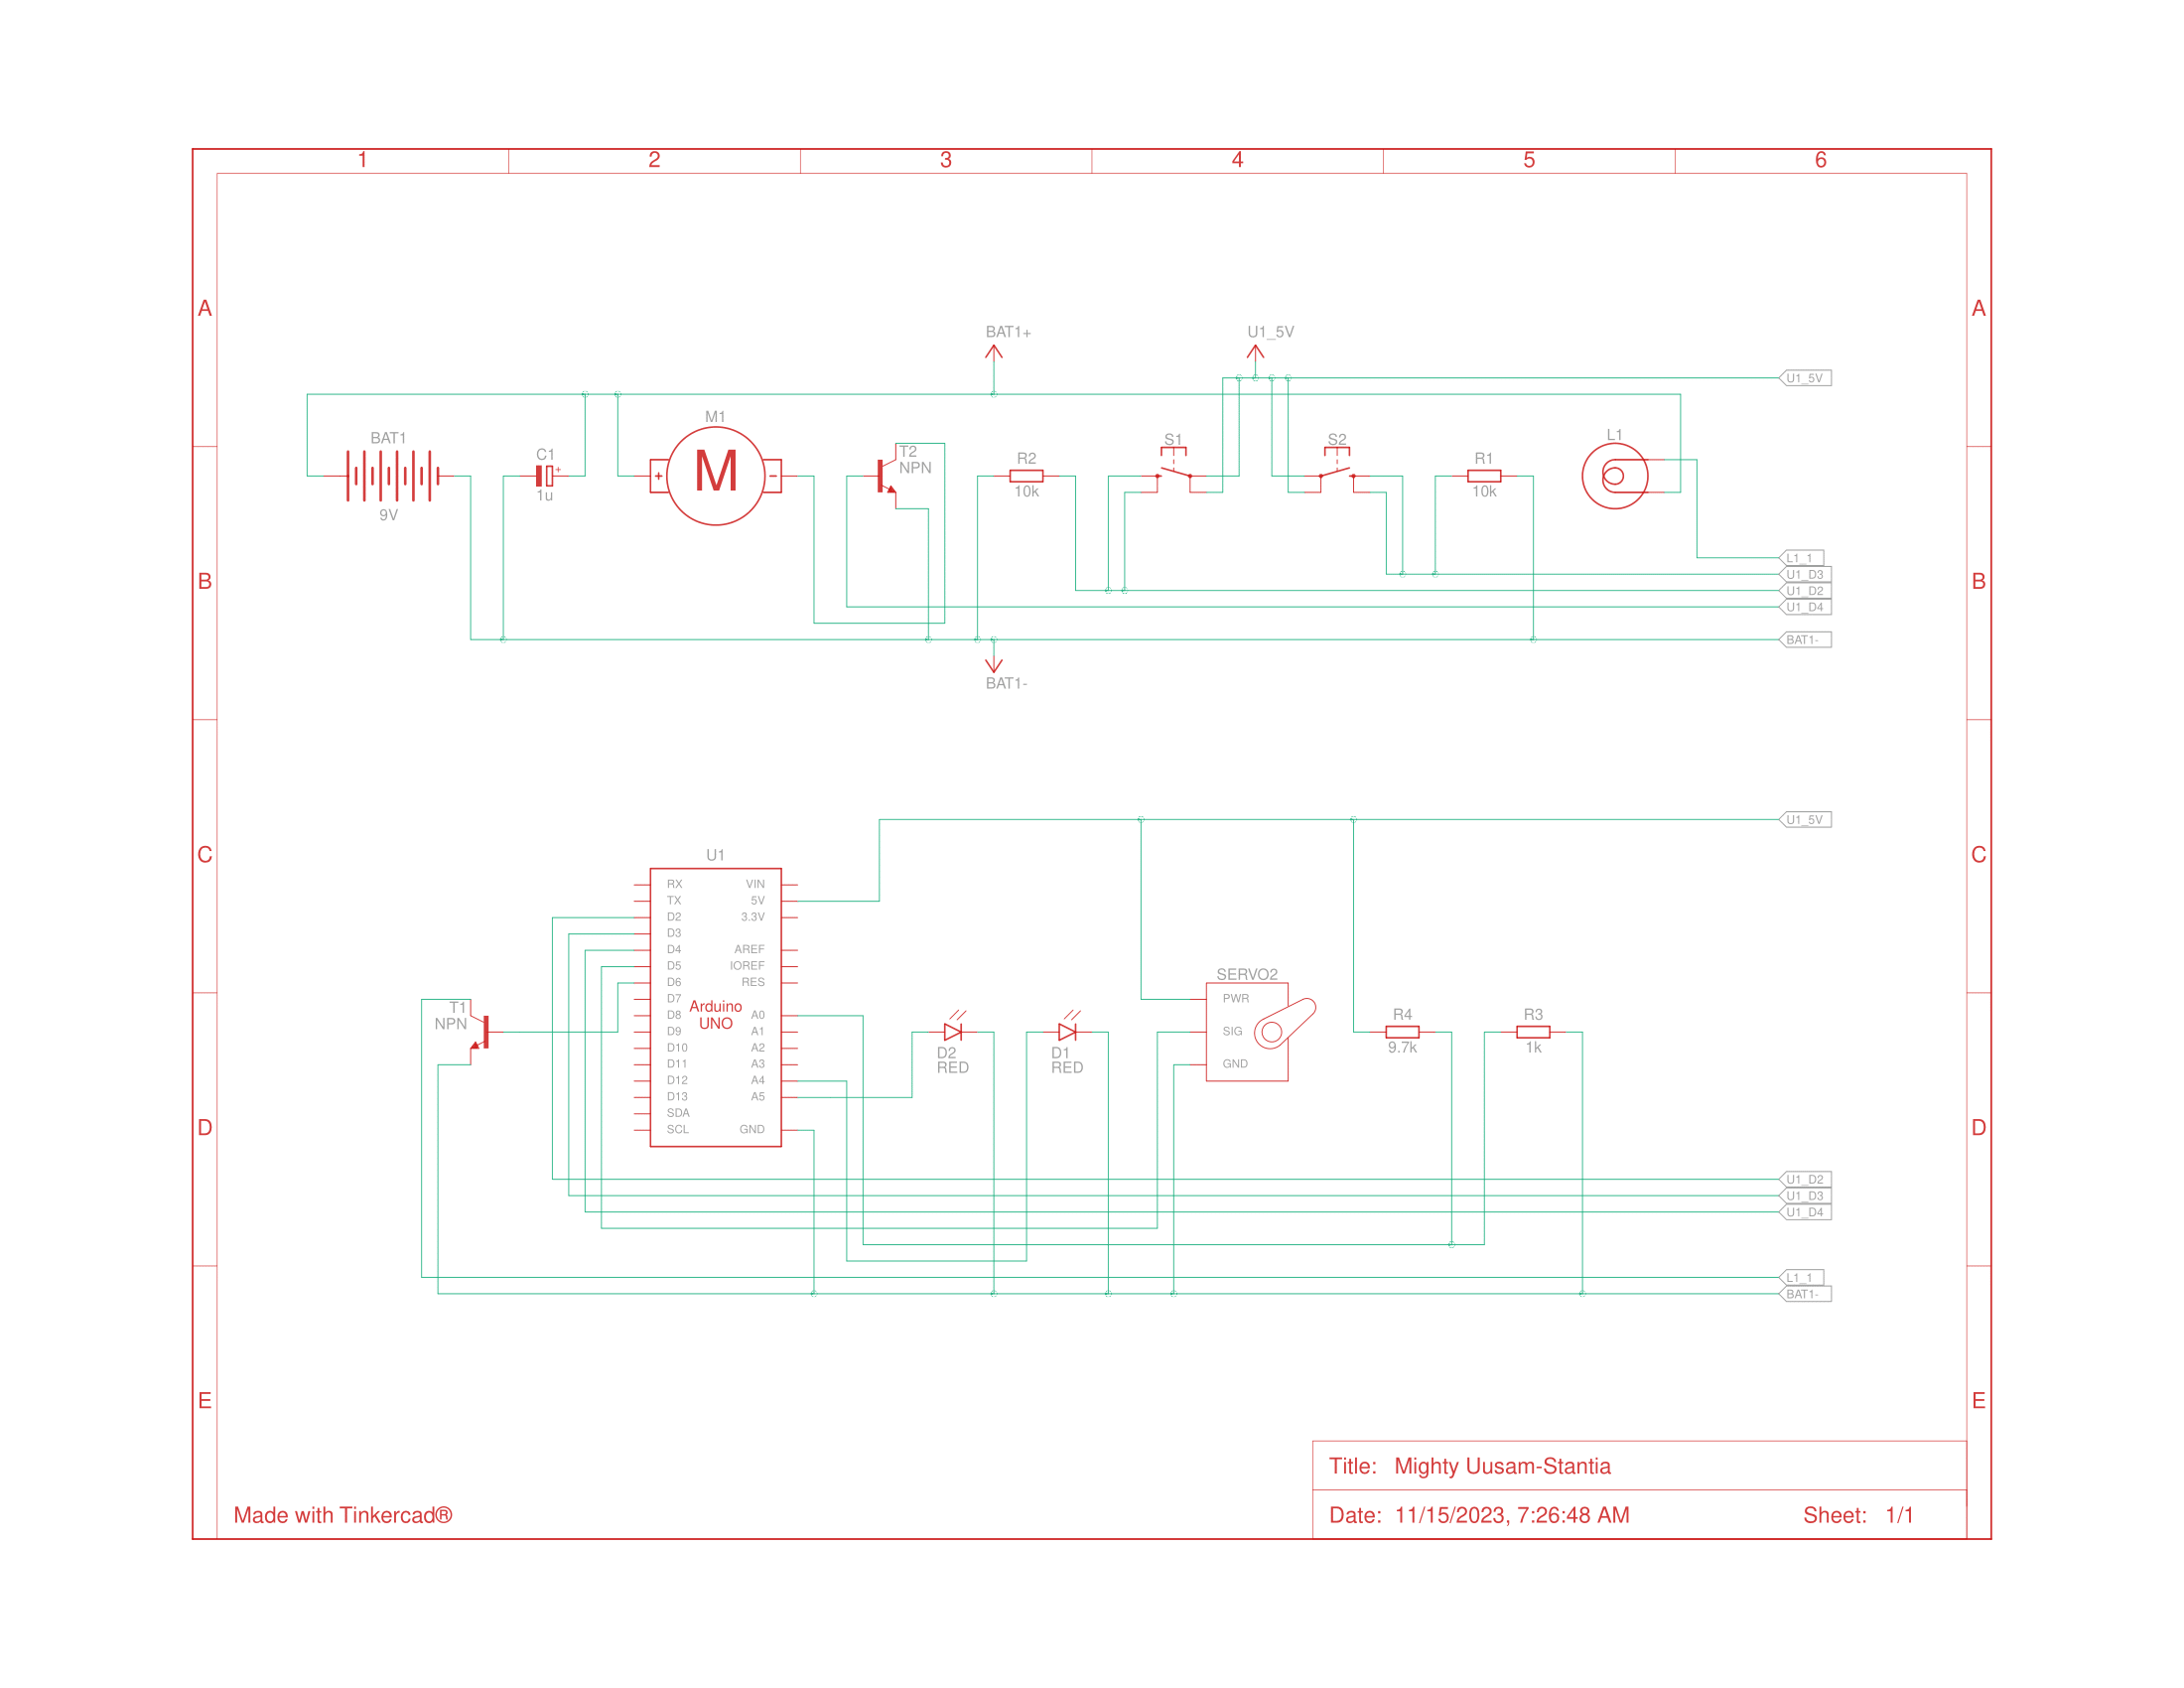 1 2 3 4 5 6
A A
BAT1+ U1_5V
U1_5V
M1
BAT1
9V
C1
+
1u
+ M -
T2
NPN
R2
10k
S1
S2
R1
10k
L1
B B
L1_1
U1_D3
U1_D2
U1_D4
BAT1-
BAT1-
U1_5V
C C
U1
RX VIN
TX 5V
D2 3.3V
D3
D4 AREF
D5 IOREF
D6 RES
D7
D8 A0
D9 A1
D10 A2
D11 A3
D12 A4
D13 A5
SDA
SCL GND
Arduino
UNO
T1
NPN
D2
RED
D1
RED
SERVO2
PWR
SIG
GND
R4
9.7k
R3
1k
D D
U1_D2
U1_D3
U1_D4
L1_1
BAT1-
E E
Title: Mighty Uusam-Stantia
Made with Tinkercad®
Date: 11/15/2023, 7:26:48 AM Sheet: 1/1